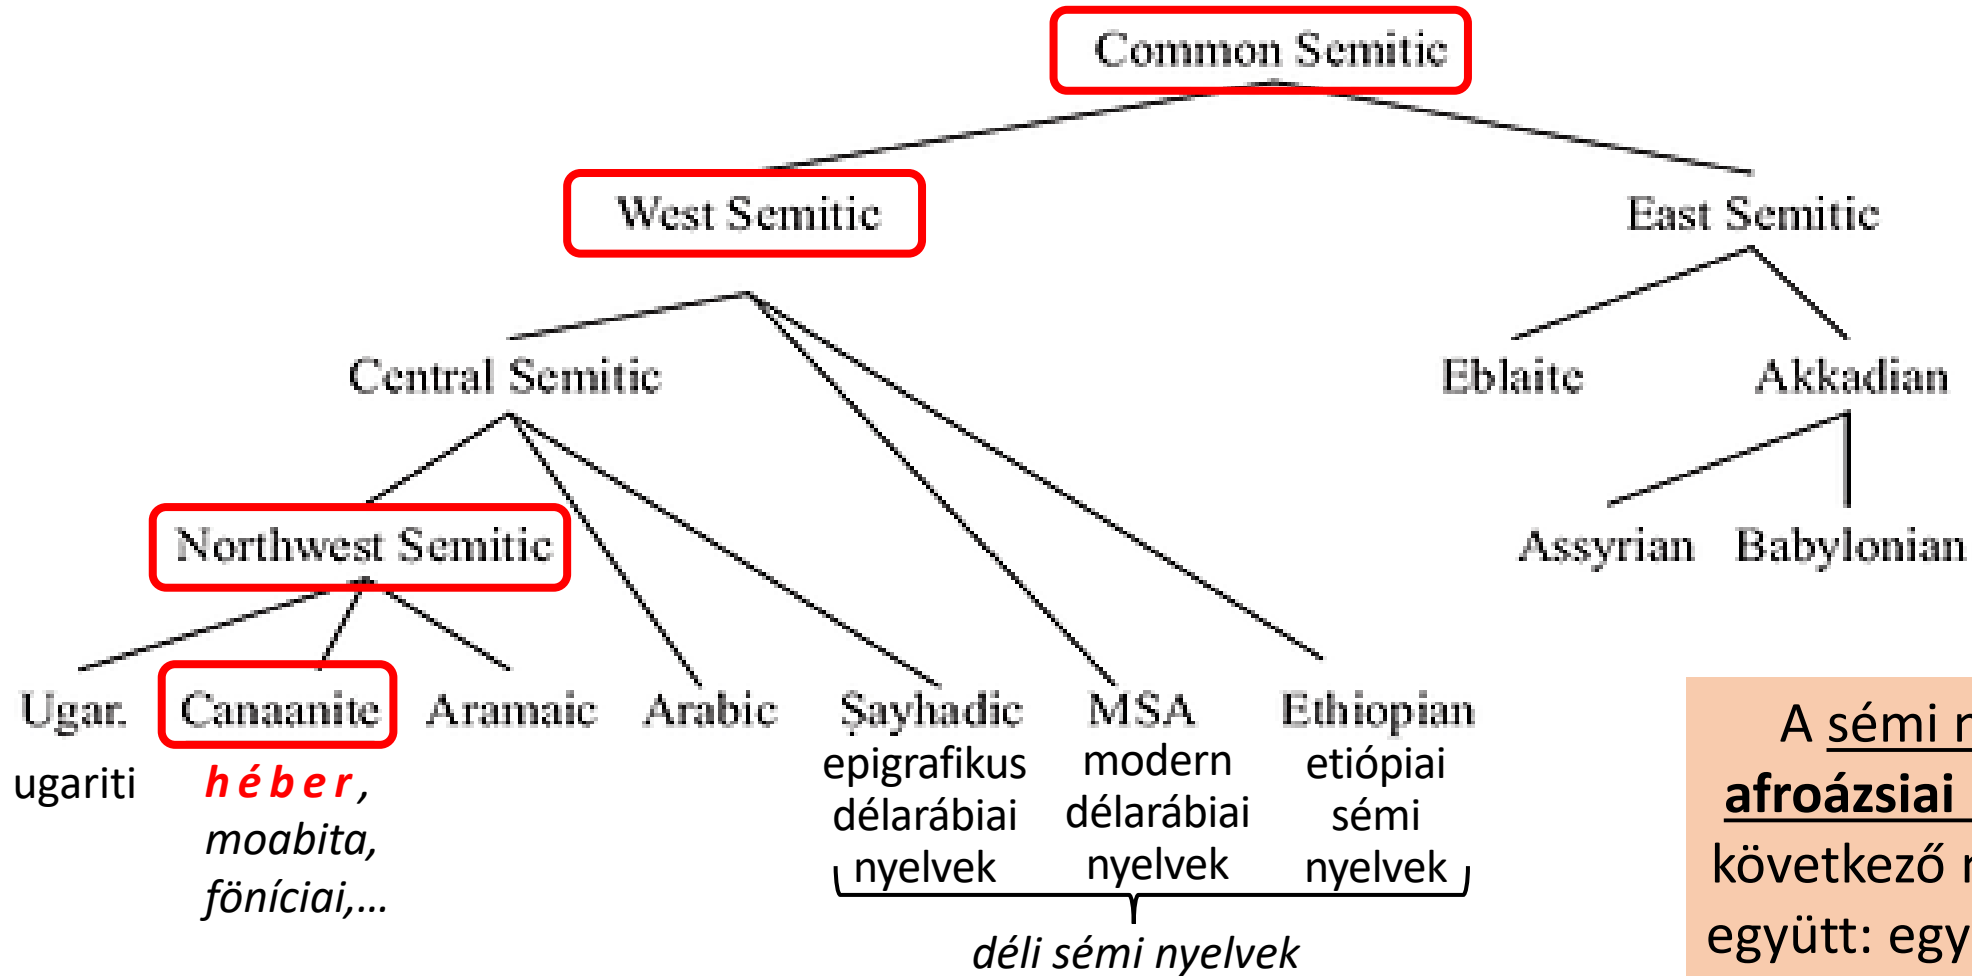 Common Semitic
West Semitic
East Semitic
Central Semitic
Eblaite
Akkadian
Northwest Semitic
Assyrian
Babylonian
Ugar.
Canaanite
Aramaic
Arabic
Ṣayhadic
MSA
Ethiopian
ugariti
héber,
moabita,
föníciai,...
epigrafikus
délarábiai
nyelvek
modern
délarábiai
nyelvek
etiópiai
sémi
nyelvek
déli sémi nyelvek
A sémi
afroázsiai
következő
együtt: